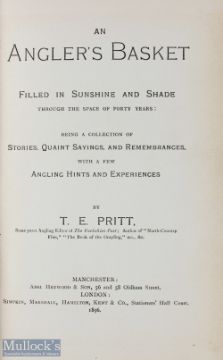 AN
ANGLER'S BASKET
FILLED IN SUNSHINE AND SHADE
THROUGH THE SPACE OF FORTY YEARS:
BEING A COLLECTION OF
STORIES, QUAINT SAYINGS, AND REMEMBRANCES,
WITH A FEW
ANGLING HINTS AND EXPERIENCES
BY
T. E. PRITT,
Some years Angling Editor of The Yorkshire Post; Author of "North-Country
Flies," "The Book of the Grayling," &c., &c.
MANCHESTER:
ABEL HEYWOOD & SON, 56 and 58 Oldham Street.
LONDON:
SIMPKIN, MARSHALL, HAMILTON, KENT & CO., Stationers' Hall Court.
1896.
Mullock's